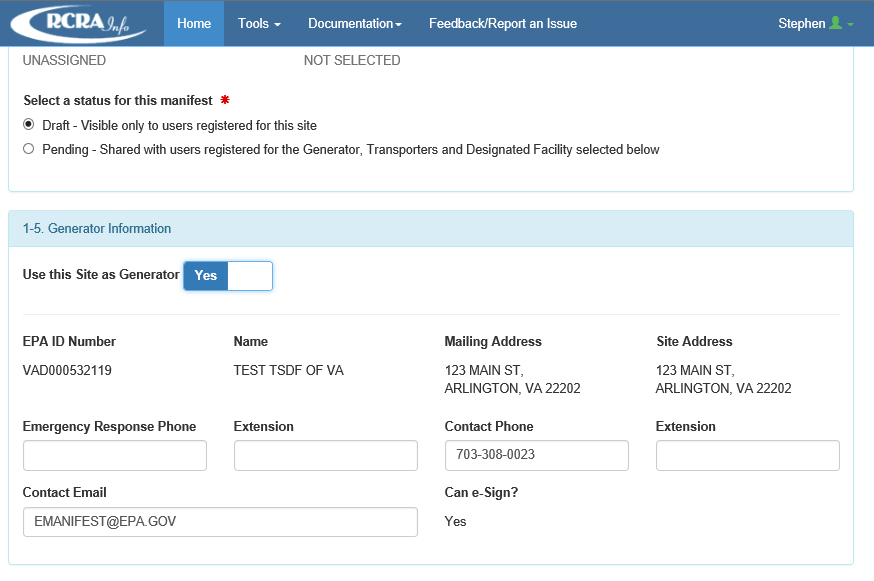 RCRAInfo Home Tools Documentation Feedback/Report an Issue Stephen
UNASSIGNED NOT SELECTED
Select a status for this manifest *
Draft - Visible only to users registered for this site
Pending - Shared with users registered for the Generator, Transporters and Designated Facility selected below
1-5. Generator Information
Use this Site as Generator Yes
EPA ID Number Name Mailing Address Site Address
VAD000532119 TEST TSDF OF VA 123 MAIN ST, 123 MAIN ST,
ARLINGTON, VA 22202 ARLINGTON, VA 22202
Emergency Response Phone Extension Contact Phone Extension
703-308-0023
Contact Email Can e-Sign?
EMANIFEST@EPA.GOV Yes